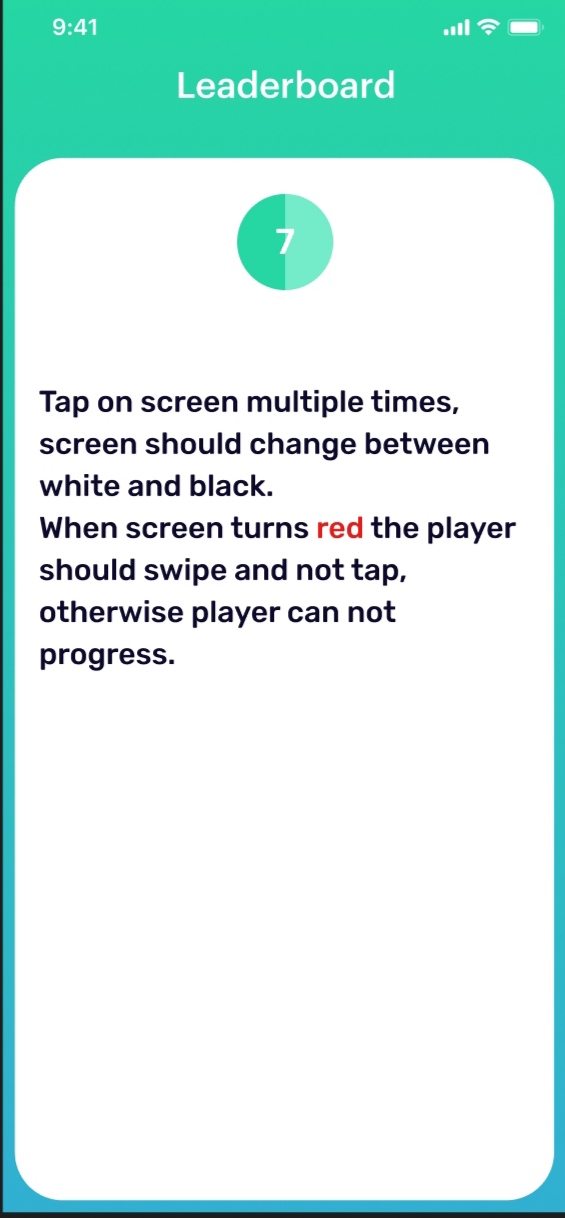 9:41
Leaderboard
7
Tap on screen multiple times,
screen should change between
white and black.
When screen turns red the player
should swipe and not tap,
otherwise player can not
progress.